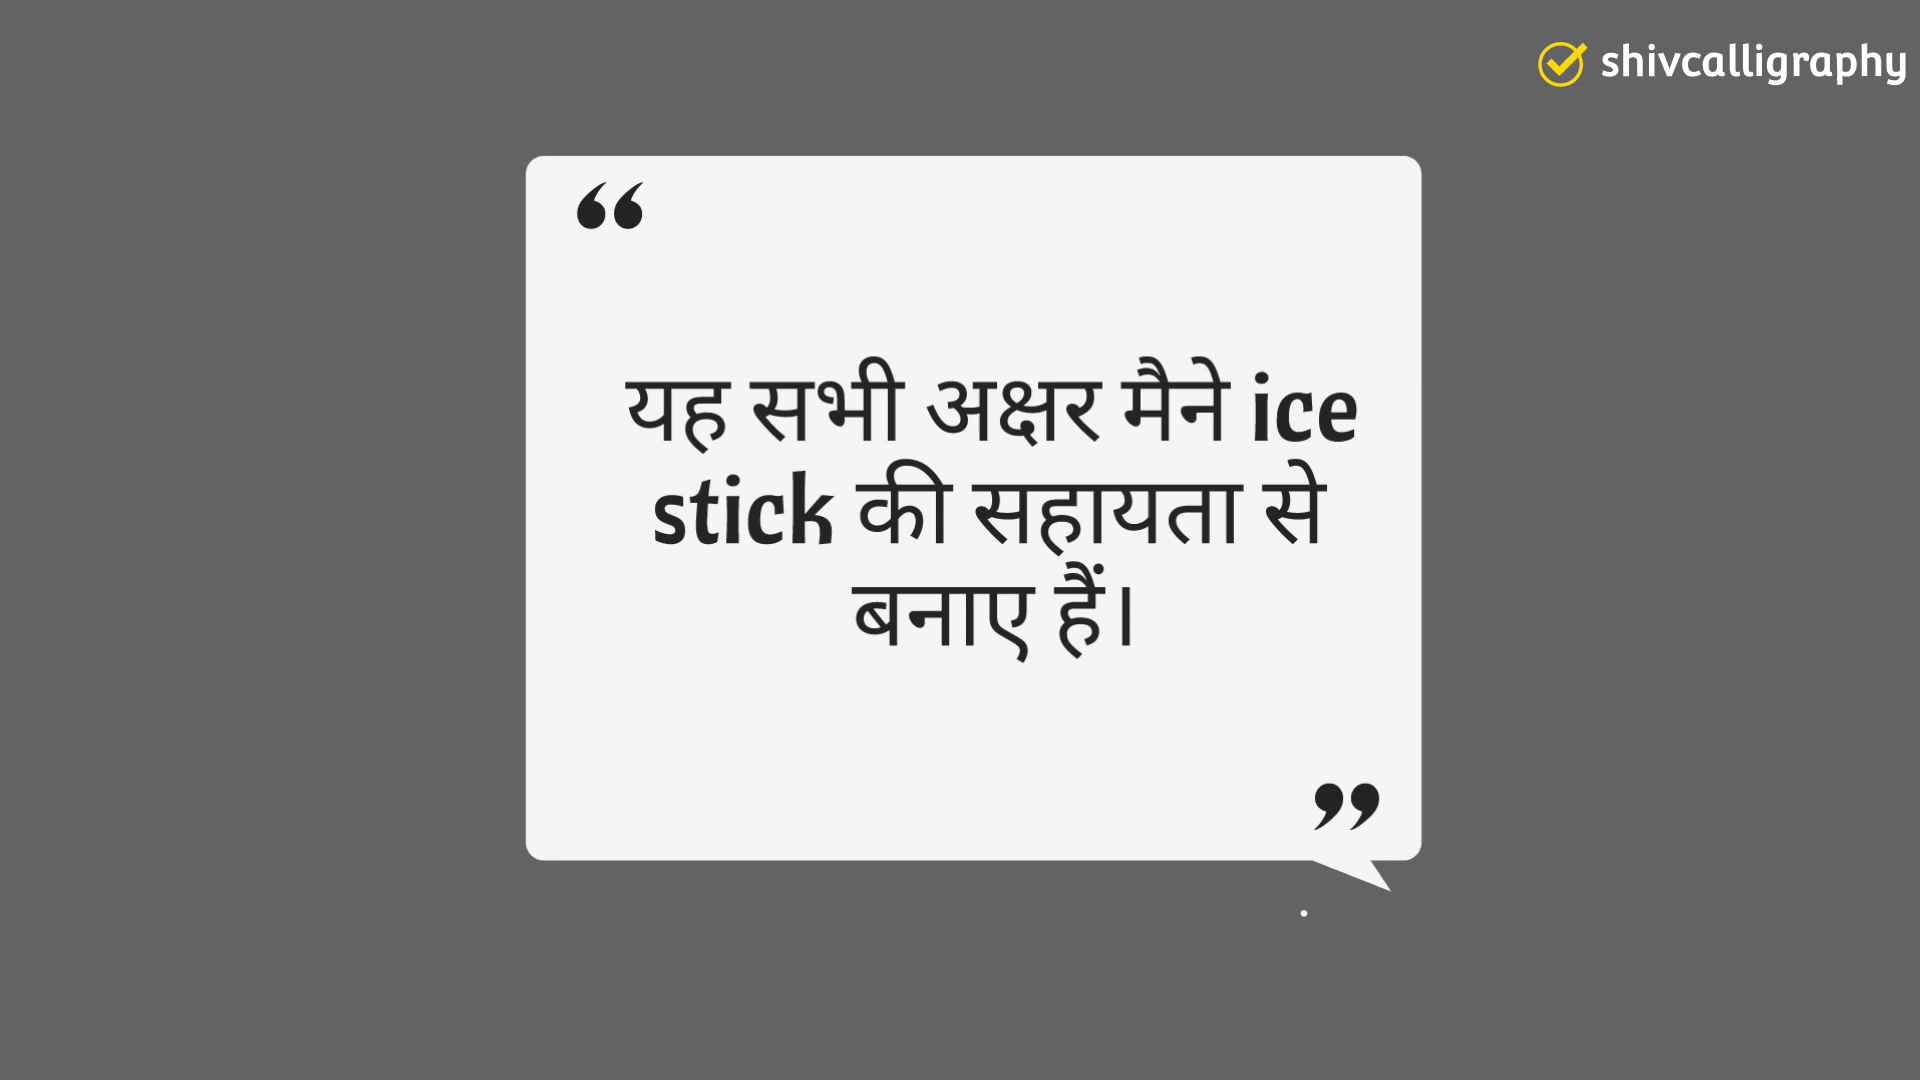 shivcalligraphy
“
यह सभी अक्षर मैने ice
stick की सहायता से
बनाए हैं।
”